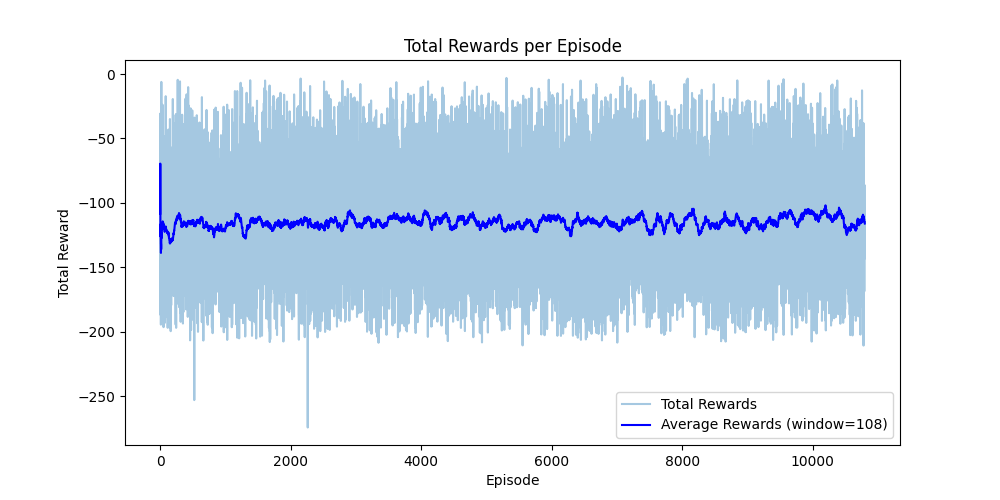 Total Rewards per Episode
Total Reward
0
−50
−100
−150
−200
−250
0
2000
4000
6000
8000
10000
Episode
Total Rewards
Average Rewards (window=108)